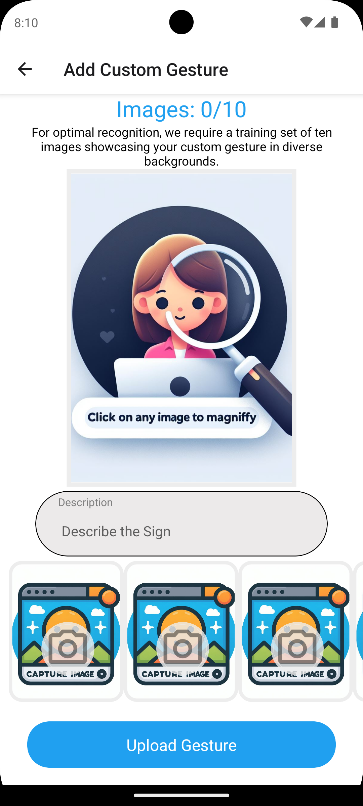 8:10
Add Custom Gesture
Images: 0/10
For optimal recognition, we require a training set of ten
images showcasing your custom gesture in diverse
backgrounds.
Click on any image to magniffy
Description
Describe the Sign
CAPTURE IMAGE
CAPTURE IMAGE
CAPTURE IMAGE
Upload Gesture